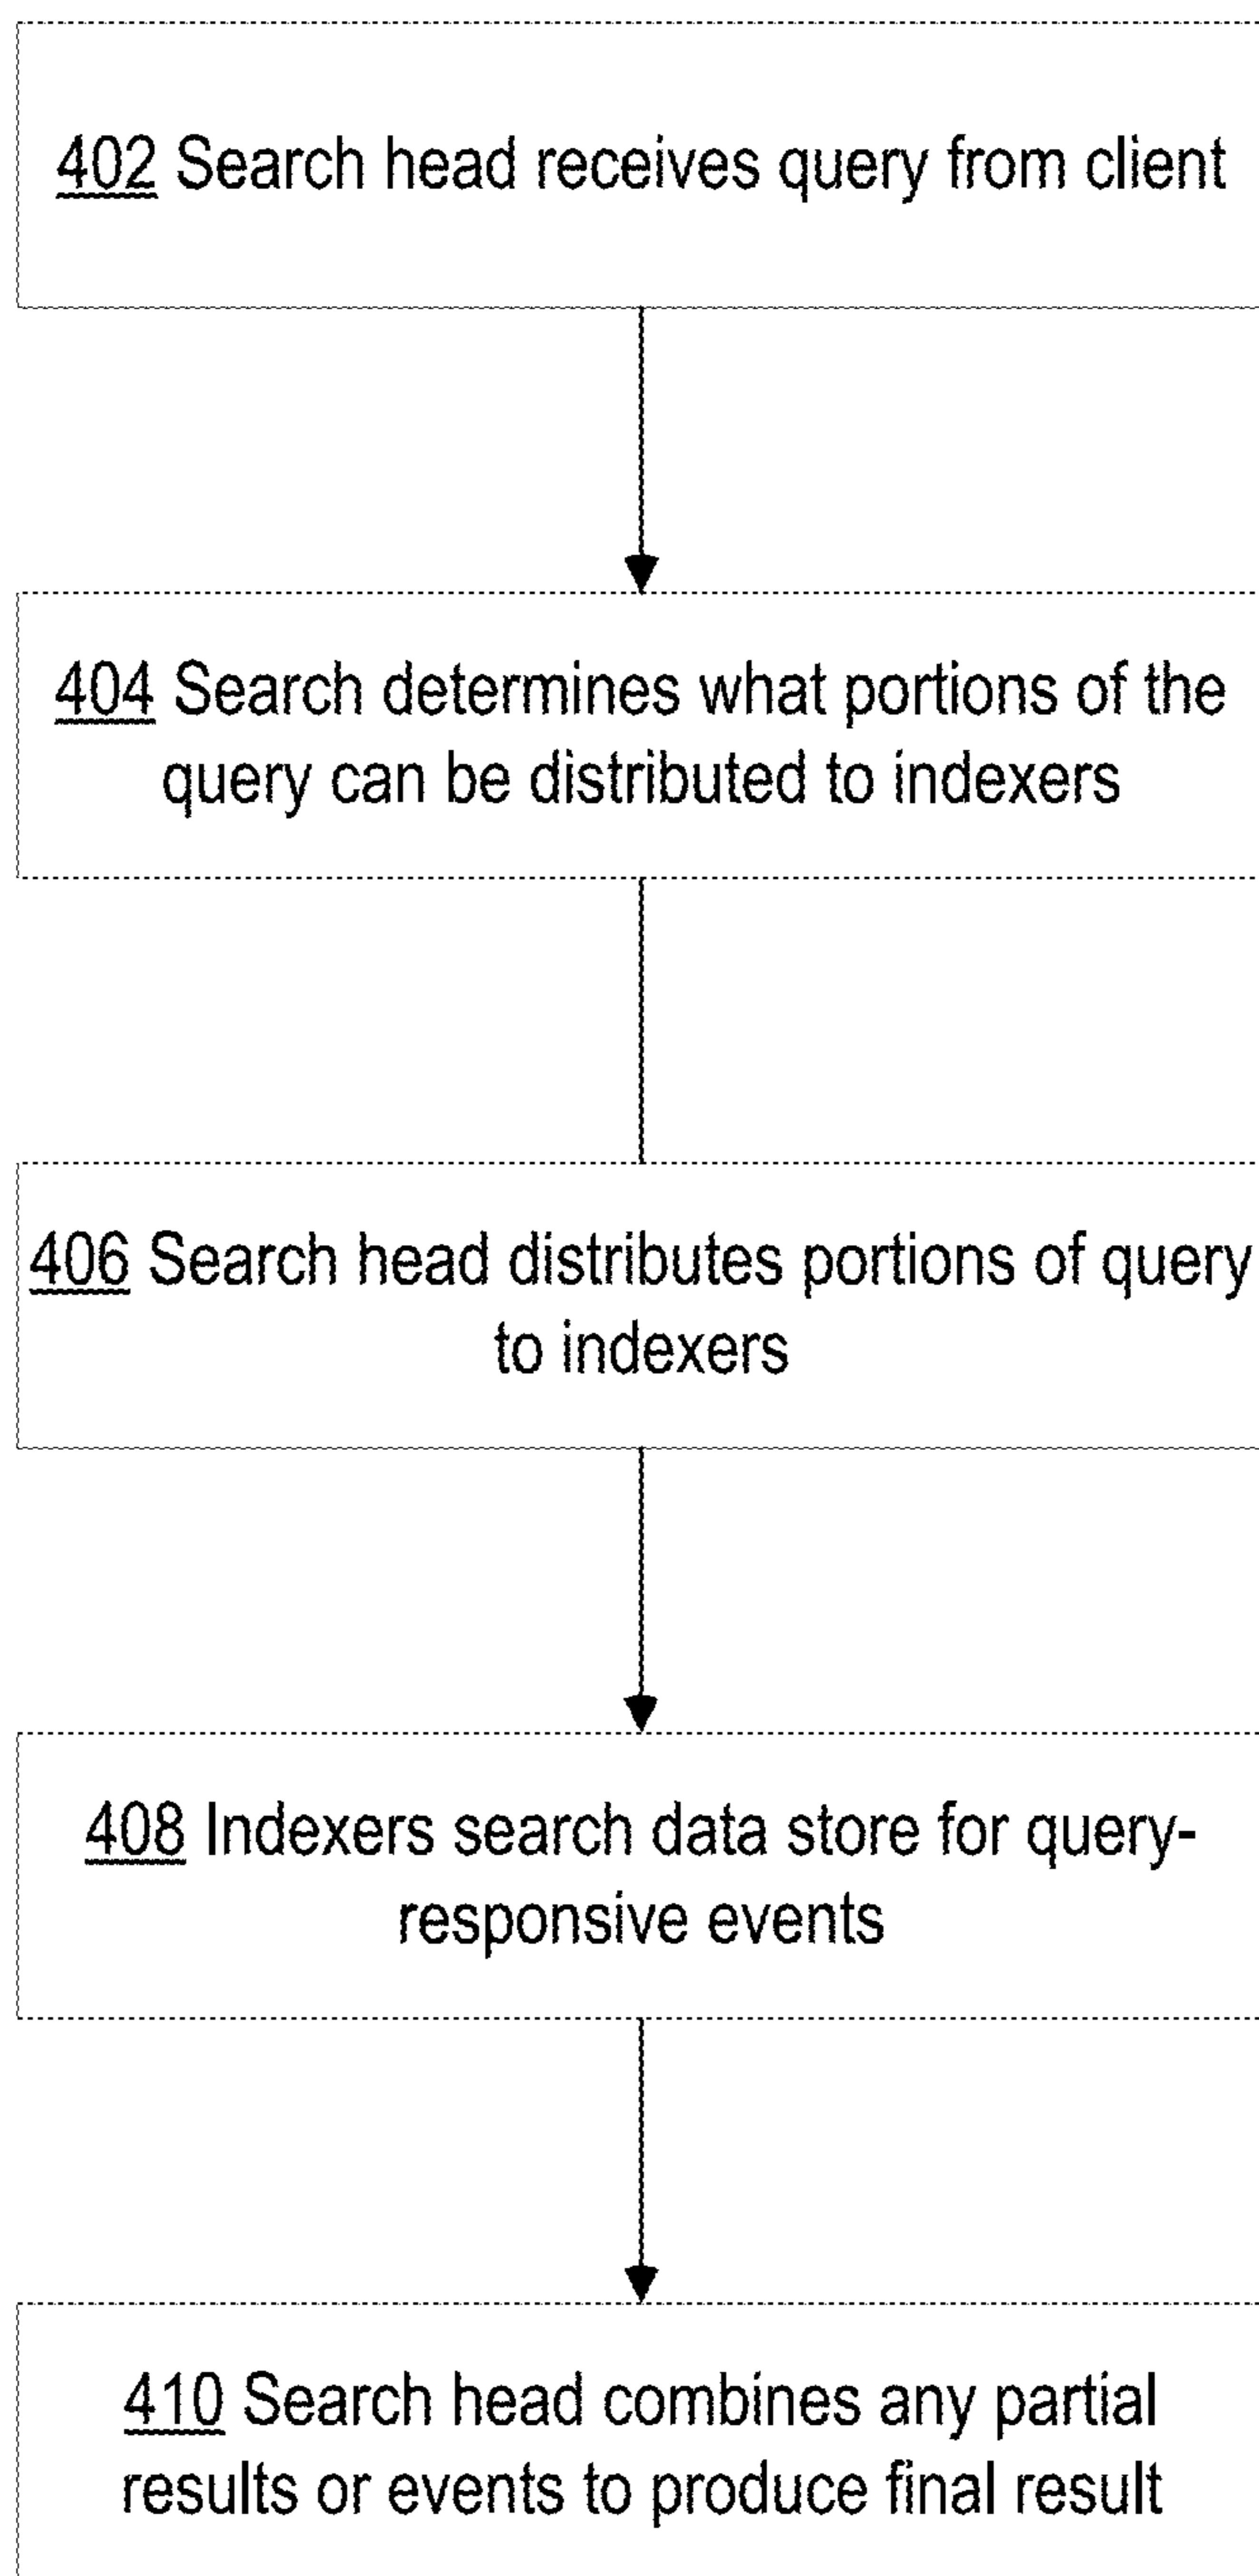 402 Search head receives query from client
404 Search determines what portions of the
query can be distributed to indexers
406 Search head distributes portions of query
to indexers
408 Indexers search data store for query-
responsive events
410 Search head combines any partial
results or events to produce final result